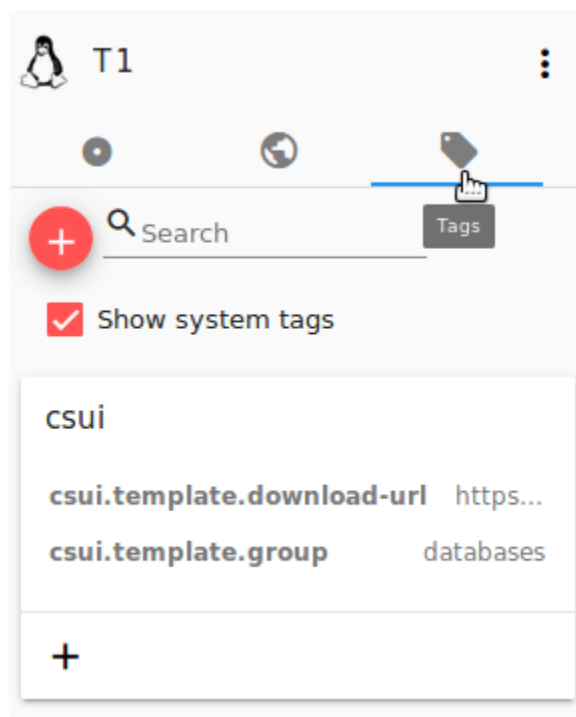 T1
Search
Tags
Show system tags
csui
csui.template.download-url https...
csui.template.group databases